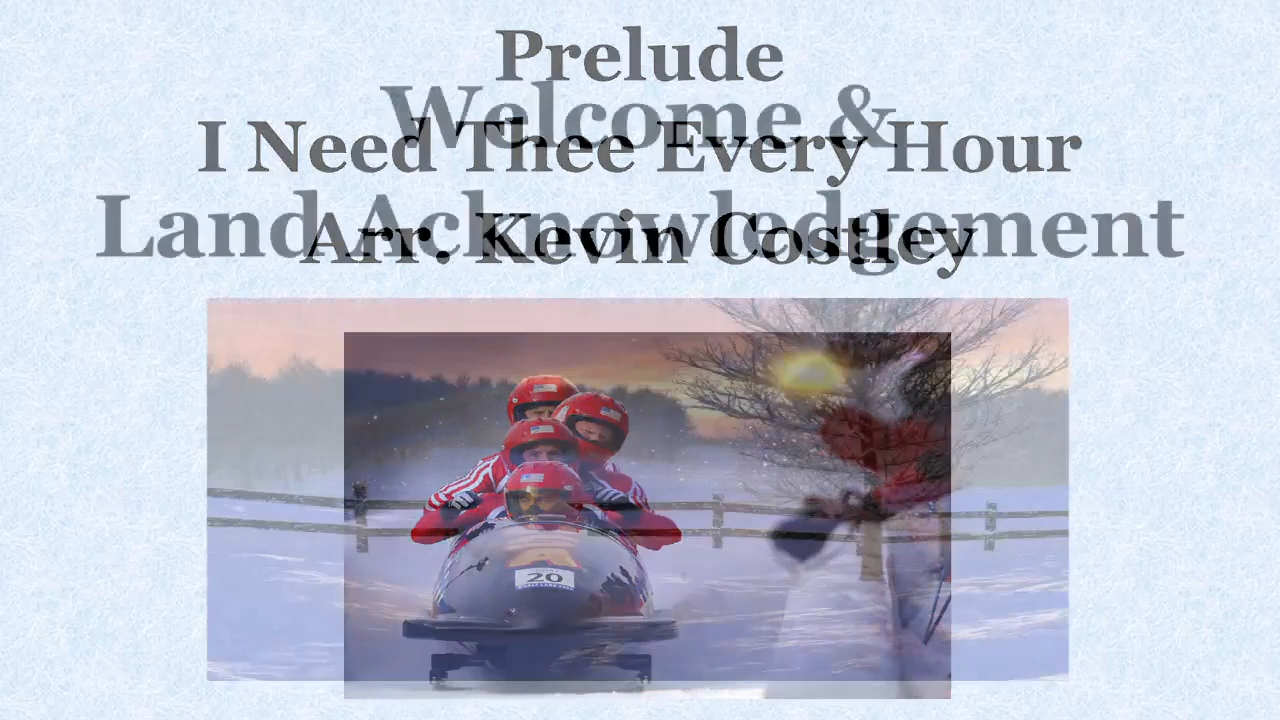 Prelude
Welcome &
I Need Thee Every Hour
Land Acknowledgement
Arr. Kevin Costley
20